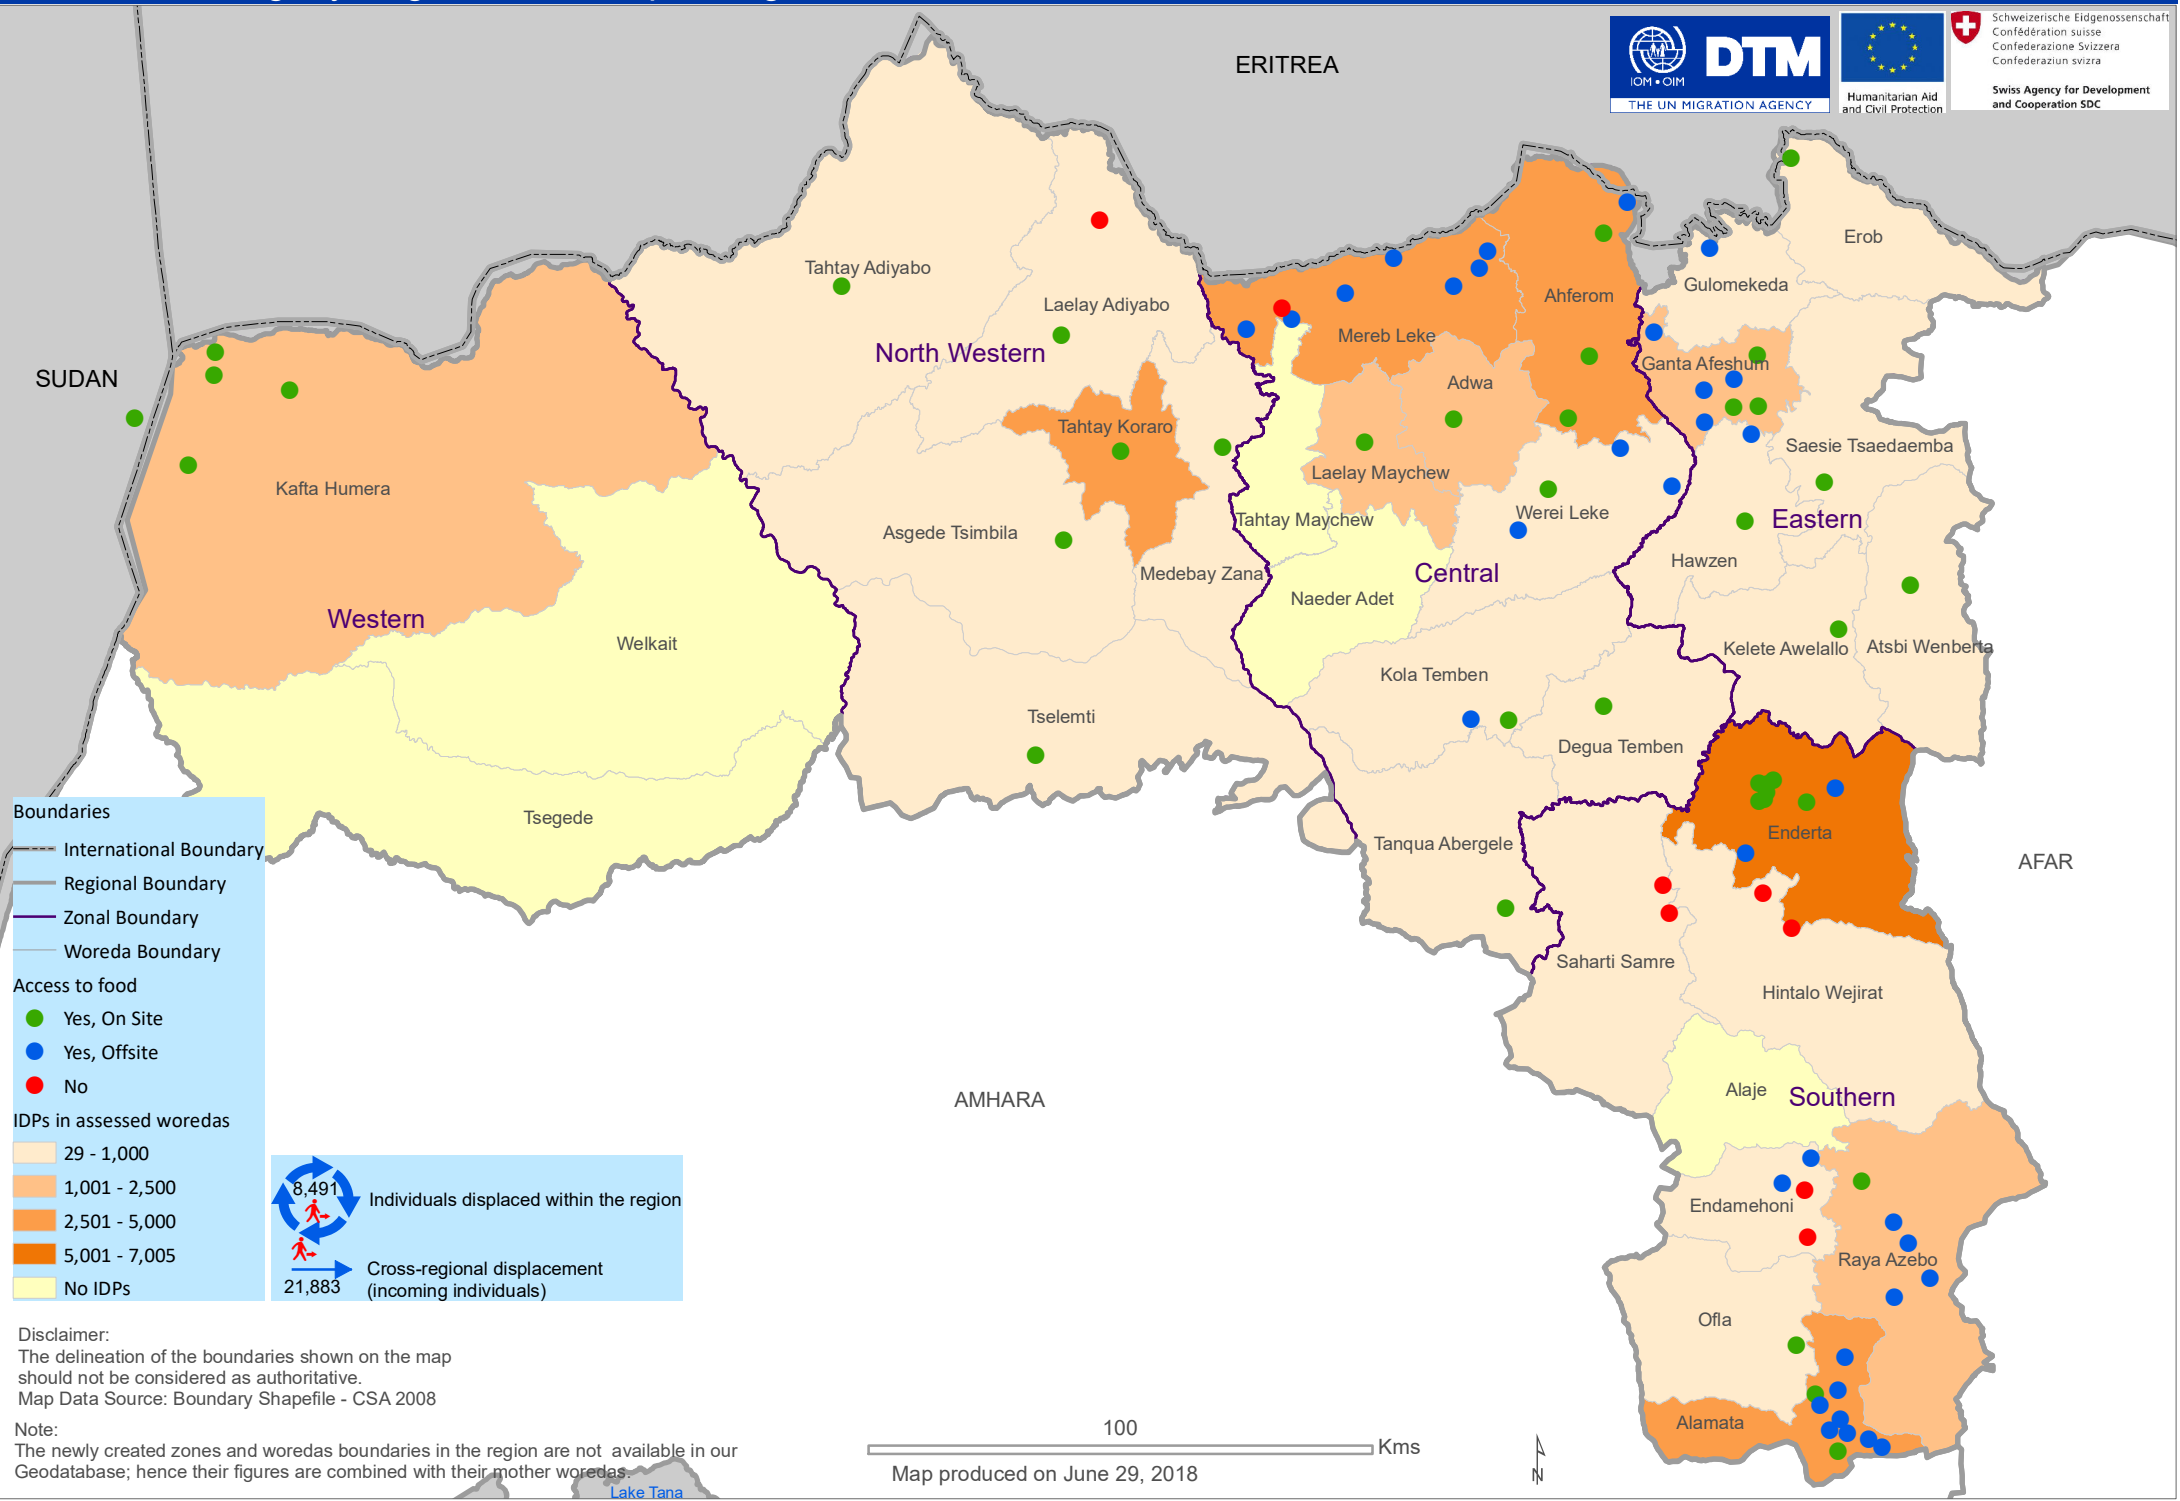 ERITREA
IOM • OIM
DTM
THE UN MIGRATION AGENCY
Humanitarian Aid
and Civil Protection
Schweizerische Eidgenossenschaft
Confédération suisse
Confederazione Svizzera
Confederaziun svizra
Swiss Agency for Development
and Cooperation SDC
SUDAN
Tahtay Adiyabo
Laelay Adiyabo
North Western
Mereb Leke
Ahferom
Gulomekeda
Erob
Ganta Afeshum
Adwa
Tahtay Koraro
Laelay Maychew
Saesie Tsaedaemba
Kafta Humera
Asgede Tsimbila
Tahtay Maychew
Werei Leke
Eastern
Medebay Zana
Central
Hawzen
Naeder Adet
Western
Welkait
Kelete Awelallo
Atsbi Wenberta
Kola Temben
Tselemti
Degua Temben
Tsegede
Tanqua Abergele
Enderta
AFAR
Saharti Samre
Hintalo Wejirat
AMHARA
Alaje
Southern
Endamehoni
Raya Azebo
Ofla
Alamata
Boundaries
International Boundary
Regional Boundary
Zonal Boundary
Woreda Boundary
Access to food
Yes, On Site
Yes, Offsite
No
IDPs in assessed woredas
29 - 1,000
1,001 - 2,500
2,501 - 5,000
5,001 - 7,005
No IDPs
8,491
Individuals displaced within the region
Cross-regional displacement
21,883
(incoming individuals)
Disclaimer:
The delineation of the boundaries shown on the map
should not be considered as authoritative.
Map Data Source: Boundary Shapefile - CSA 2008
Note:
The newly created zones and woredas boundaries in the region are not available in our
Geodatabase; hence their figures are combined with their mother woredas.
Lake Tana
100
Kms
Map produced on June 29, 2018
N